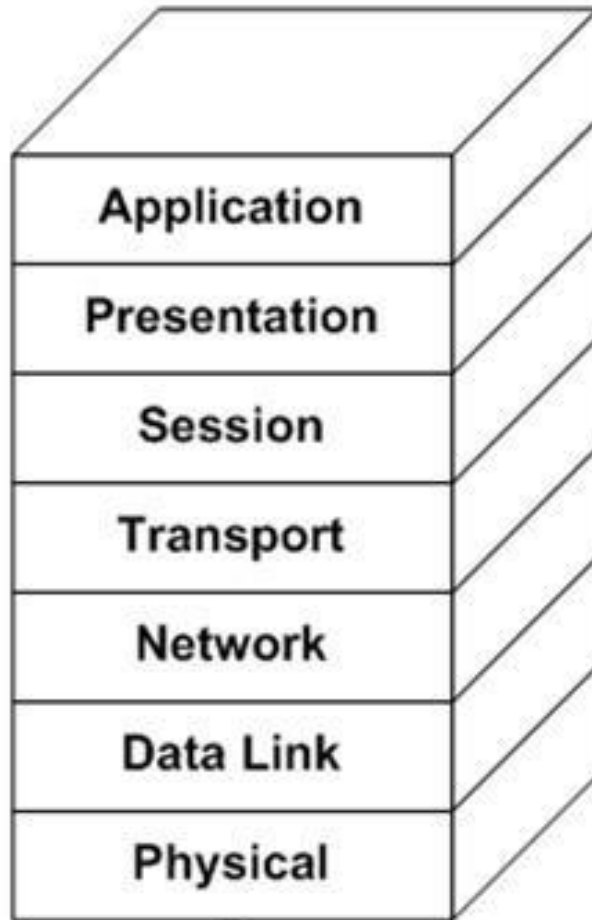 Application
Presentation
Session
Transport
Network
Data Link
Physical